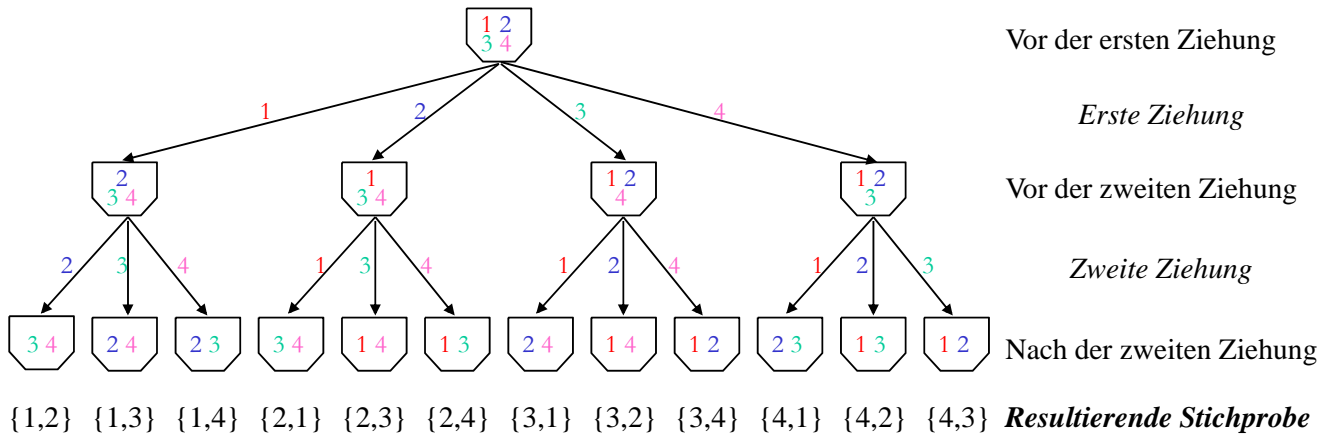 1 2
3 4
Vor der ersten Ziehung
1 2 3 4 Erste Ziehung
2 1 1 2 1 2
3 4 3 4 4 3
Vor der zweiten Ziehung
2 3 4 1 3 4 1 2 4 1 2 3 Zweite Ziehung
3 4 2 4 2 3 3 4 1 4 1 3 2 4 1 4 1 2 2 3 1 3 1 2 Nach der zweiten Ziehung
{1,2} {1,3} {1,4} {2,1} {2,3} {2,4} {3,1} {3,2} {3,4} {4,1} {4,2} {4,3} Resultierende Stichprobe